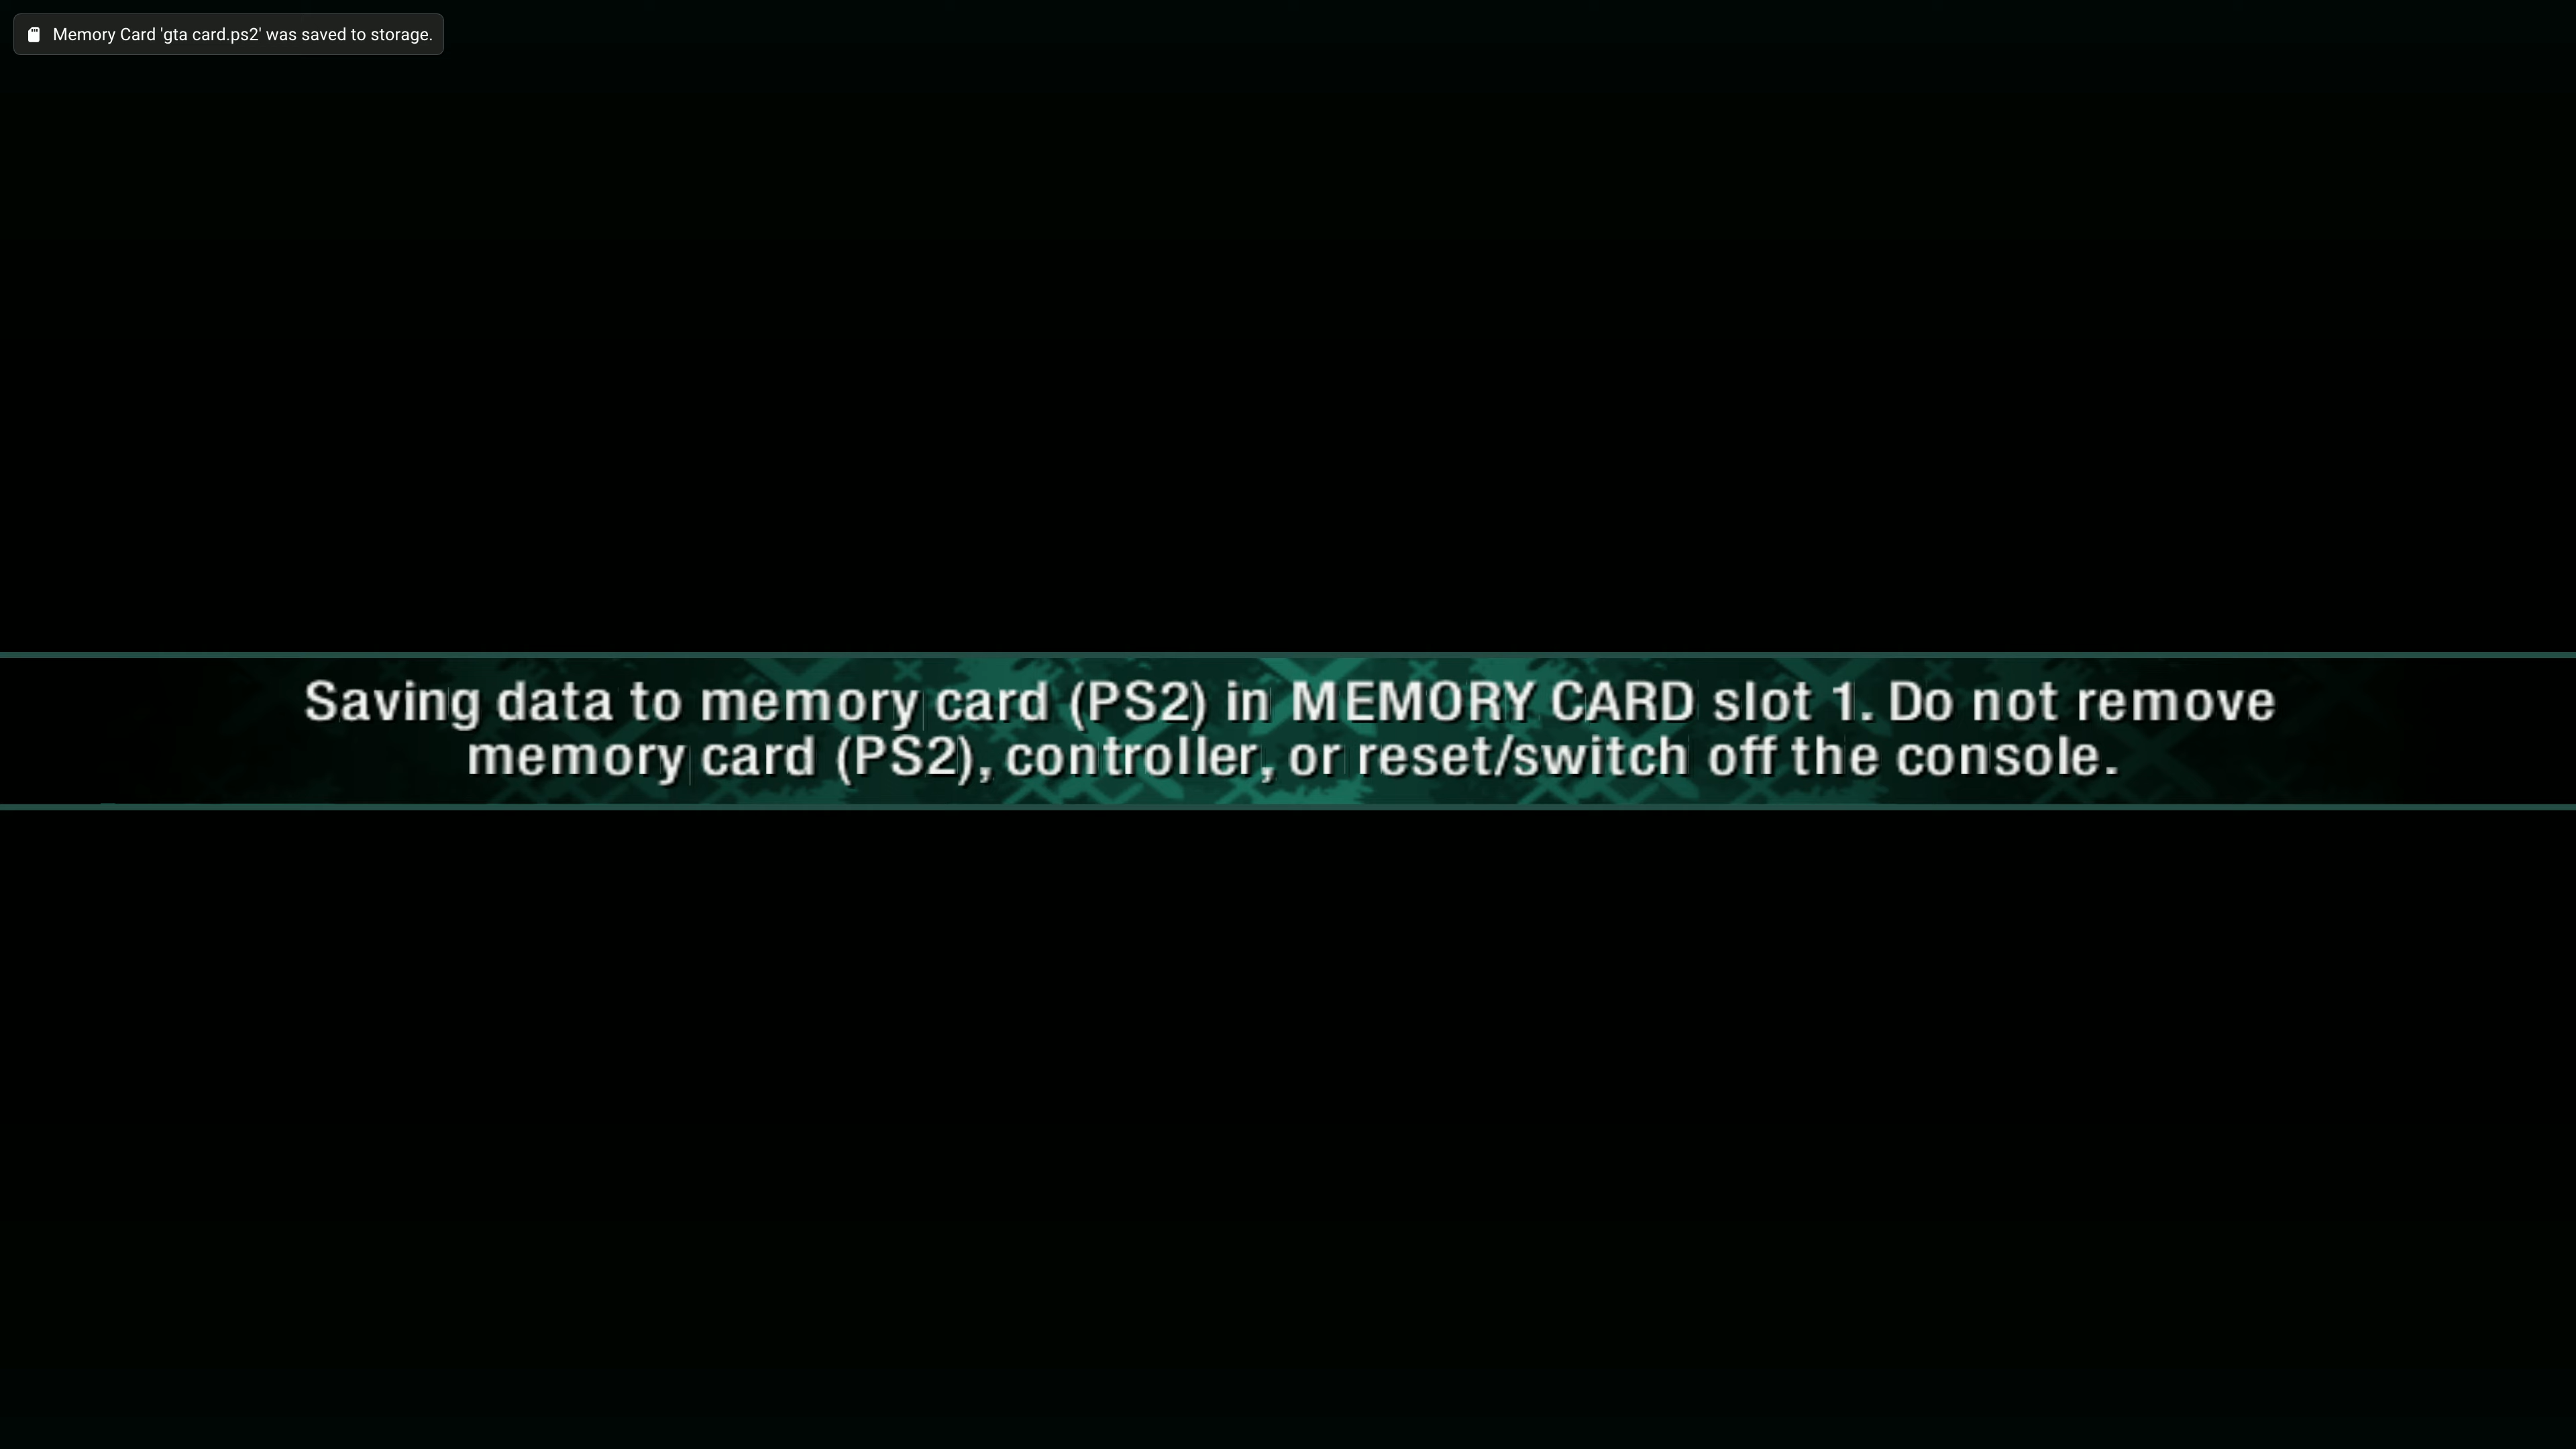 Memory Card 'gta card.ps2' was saved to storage.
Saving data to memory card (PS2) in MEMORY CARD slot 1. Do not remove
memory card (PS2), controller, or reset/switch off the console.